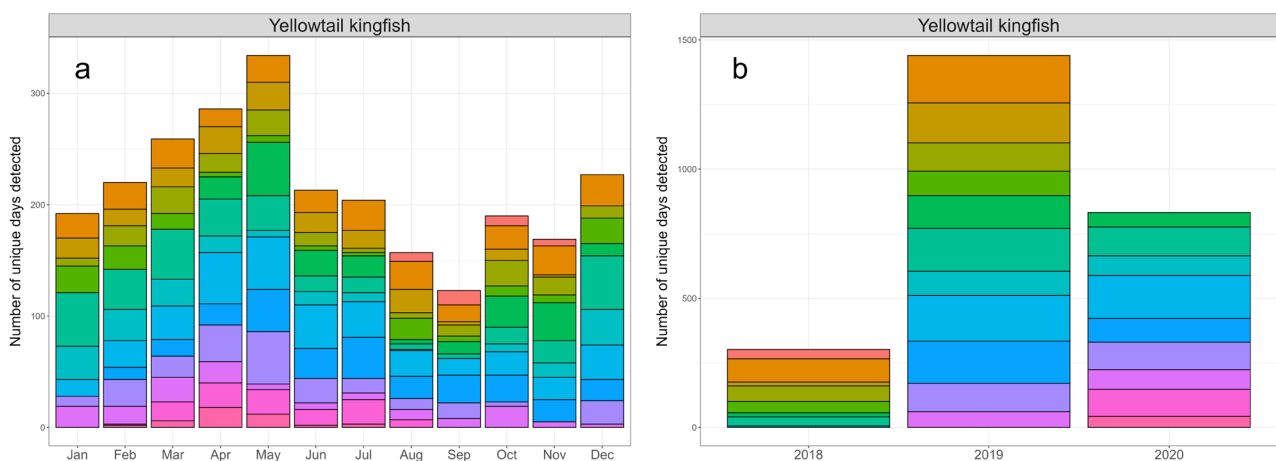 Yellowtail kingfish
a
Number of unique days detected
300
200
100
0
Jan Feb Mar Apr May Jun Jul Aug Sep Oct Nov Dec
Yellowtail kingfish
b
Number of unique days detected
1500
1000
500
0
2018 2019 2020